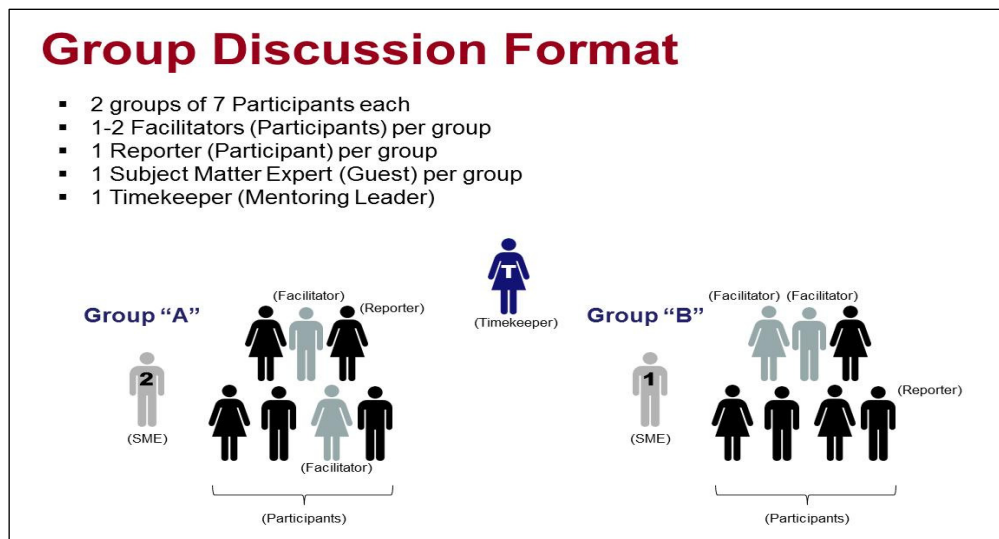 Group Discussion Format
▪ 2 groups of 7 Participants each
▪ 1-2 Facilitators (Participants) per group
▪ 1 Reporter (Participant) per group
▪ 1 Subject Matter Expert (Guest) per group
▪ 1 Timekeeper (Mentoring Leader)
T
(Timekeeper)
Group “A”
(Facilitator)
(Reporter)
2
(SME)
(Facilitator)
(Participants)
Group “B”
(Facilitator) (Facilitator)
1
(SME)
(Reporter)
(Participants)